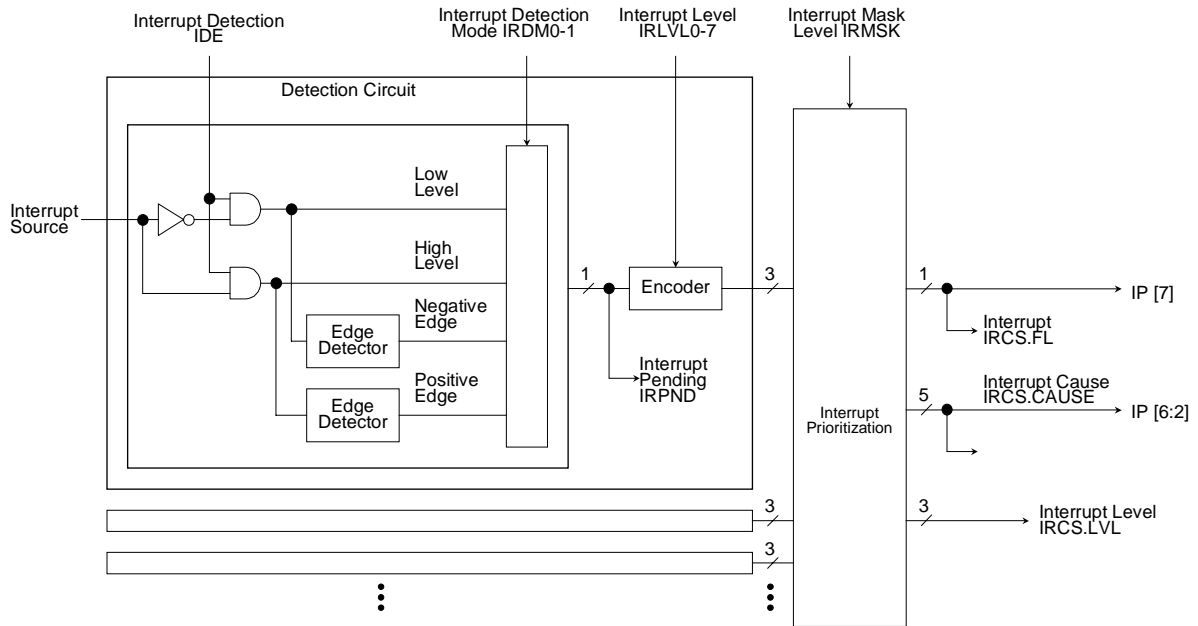 Interrupt Detection
IDE
Interrupt Detection
Mode IRDM0-1
Interrupt Level
IRLVL0-7
Interrupt Mask
Level IRMSK
Detection Circuit
Low
Level
Interrupt
Source
High
Level
1
Encoder
3
1
IP [7]
Negative
Edge
Edge
Detector
Interrupt
IRCS.FL
Interrupt
Pending
IRPND
Positive
Edge
Edge
Detector
Interrupt Cause
IRCS.CAUSE
5
IP [6:2]
Interrupt
Prioritization
3
3
Interrupt Level
IRCS.LVL
3